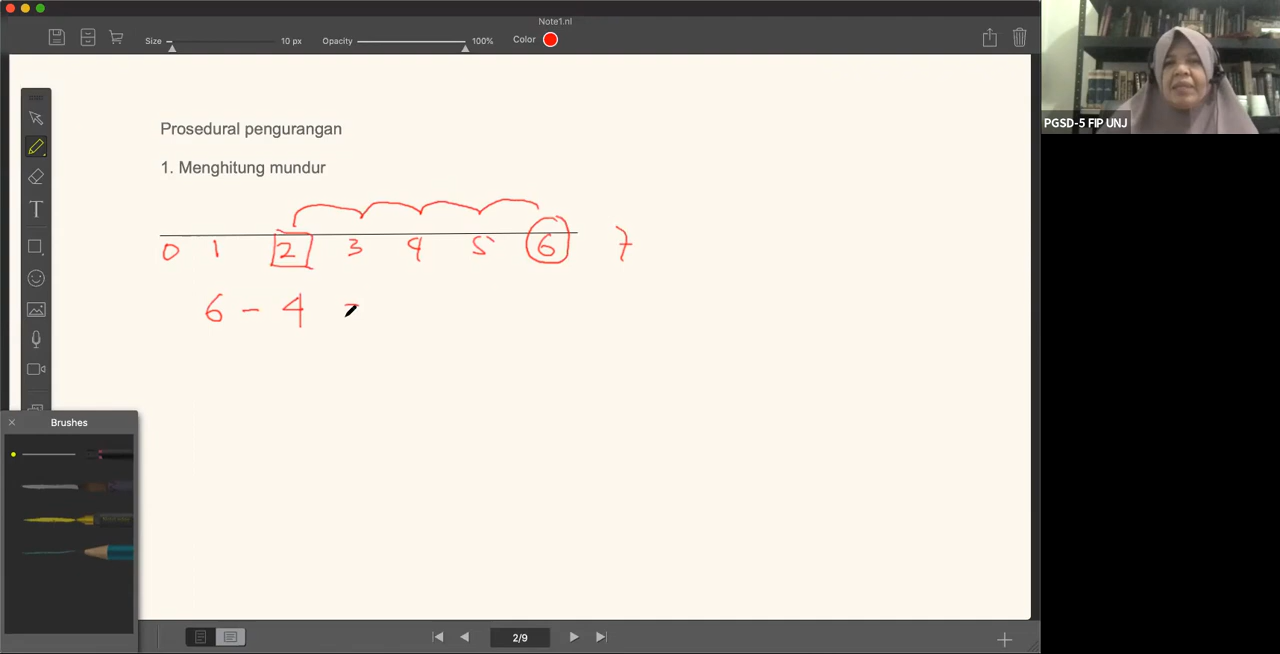 Note1.nl
Size 10 px Opacity 100% Color
PGSD-5 FIP UNJ
Prosedural pengurangan
1. Menghitung mundur
0 1 2 3 4 5 6 7
6 - 4
Brushes
2/9